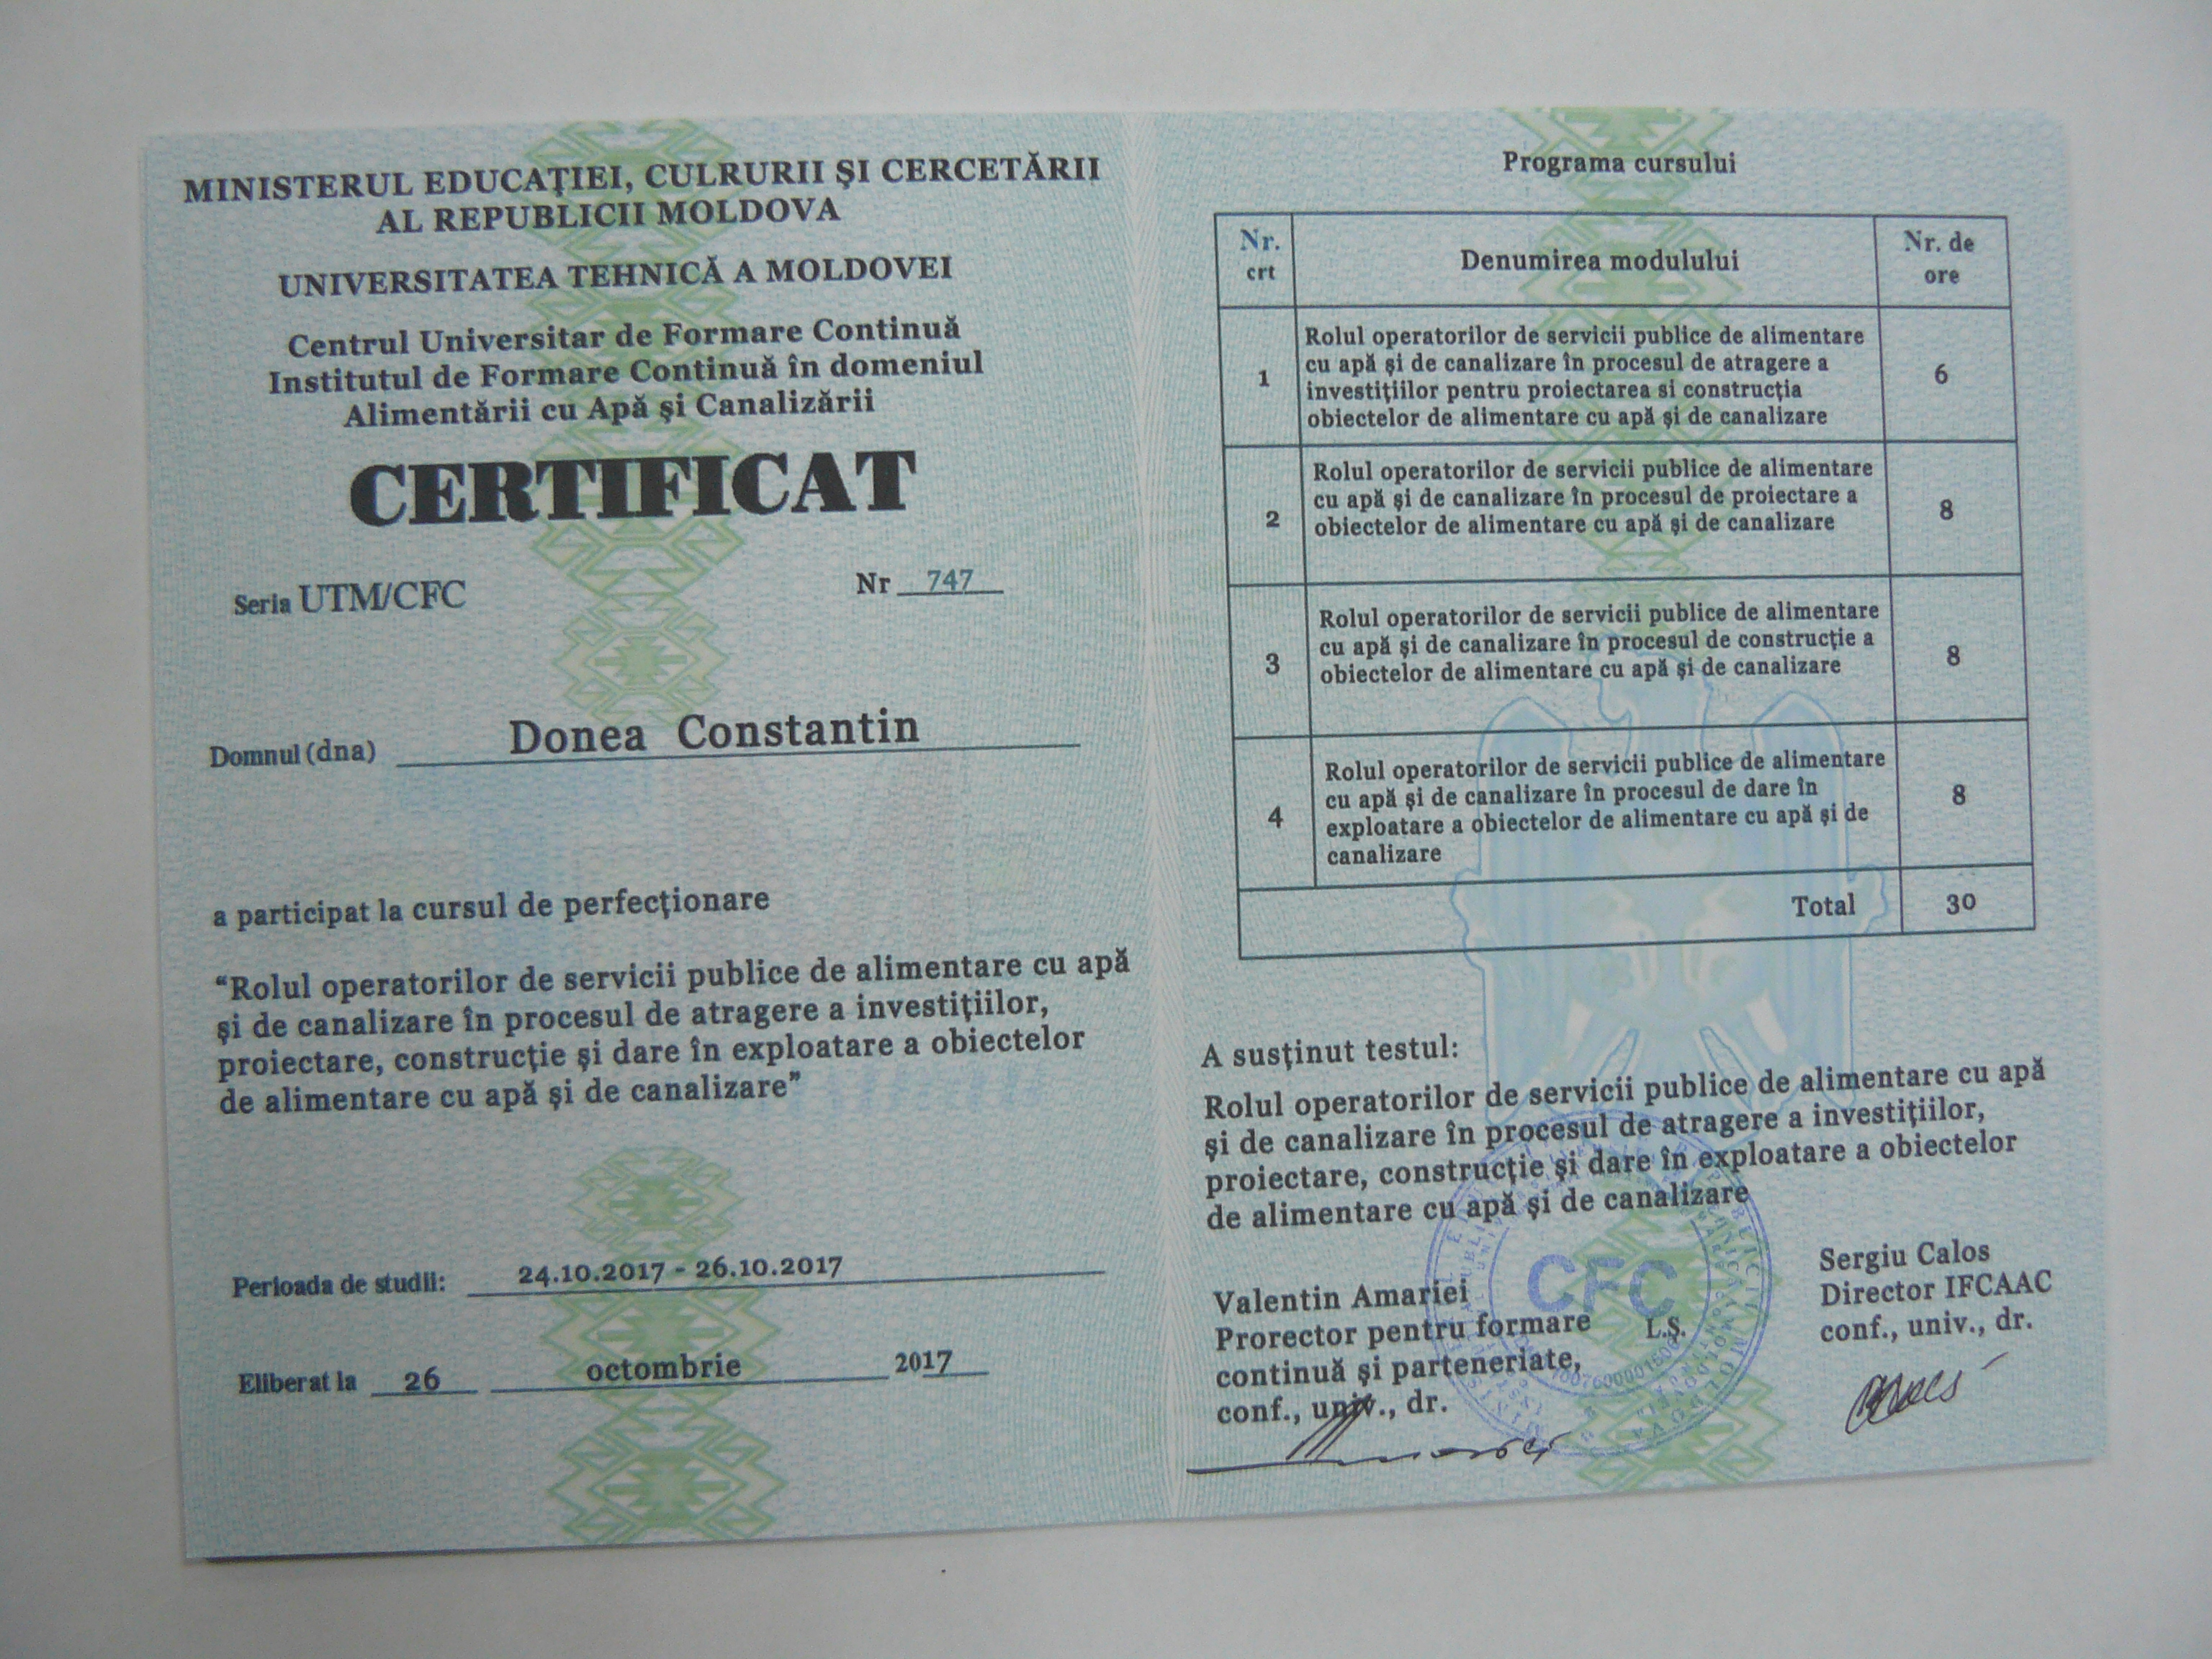 MINISTERUL EDUCAŢIEI, CULRURII ŞI CERCETĂRII
AL REPUBLICII MOLDOVA
UNIVERSITATEA TEHNICĂ A MOLDOVEI
Centrul Universitar de Formare Continuă
Institutul de Formare Continuă în domeniul
Alimentării cu Apă şi Canalizării
CERTIFICAT
Seria UTM/CFC Nr 747
Domnul (dna) Donea Constantin
a participat la cursul de perfecţionare
“Rolul operatorilor de servicii publice de alimentare cu apă
şi de canalizare în procesul de atragere a investiţiilor,
proiectare, construcţie şi dare în exploatare a obiectelor
de alimentare cu apă şi de canalizare”
Perioada de studii: 24.10.2017 - 26.10.2017
Eliberat la 26 octombrie 2017
Programa cursului
Nr. crt
Denumirea modulului
Nr. de ore
1
Rolul operatorilor de servicii publice de alimentare
cu apă şi de canalizare în procesul de atragere a
investiţiilor pentru proiectarea si construcţia
obiectelor de alimentare cu apă şi de canalizare
6
2
Rolul operatorilor de servicii publice de alimentare
cu apă şi de canalizare în procesul de proiectare a
obiectelor de alimentare cu apă şi de canalizare
8
3
Rolul operatorilor de servicii publice de alimentare
cu apă şi de canalizare în procesul de construcţie a
obiectelor de alimentare cu apă şi de canalizare
8
4
Rolul operatorilor de servicii publice de alimentare
cu apă şi de canalizare în procesul de dare în
exploatare a obiectelor de alimentare cu apă şi de
canalizare
8
Total 30
A susţinut testul:
Rolul operatorilor de servicii publice de alimentare cu apă
şi de canalizare în procesul de atragere a investiţiilor,
proiectare, construcţie şi dare în exploatare a obiectelor
de alimentare cu apă şi de canalizare
Valentin Amariei
Prorector pentru formare
continuă şi parteneriate,
conf., univ., dr.
L.Ş.
CFC
Sergiu Calos
Director IFCAAC
conf., univ., dr.